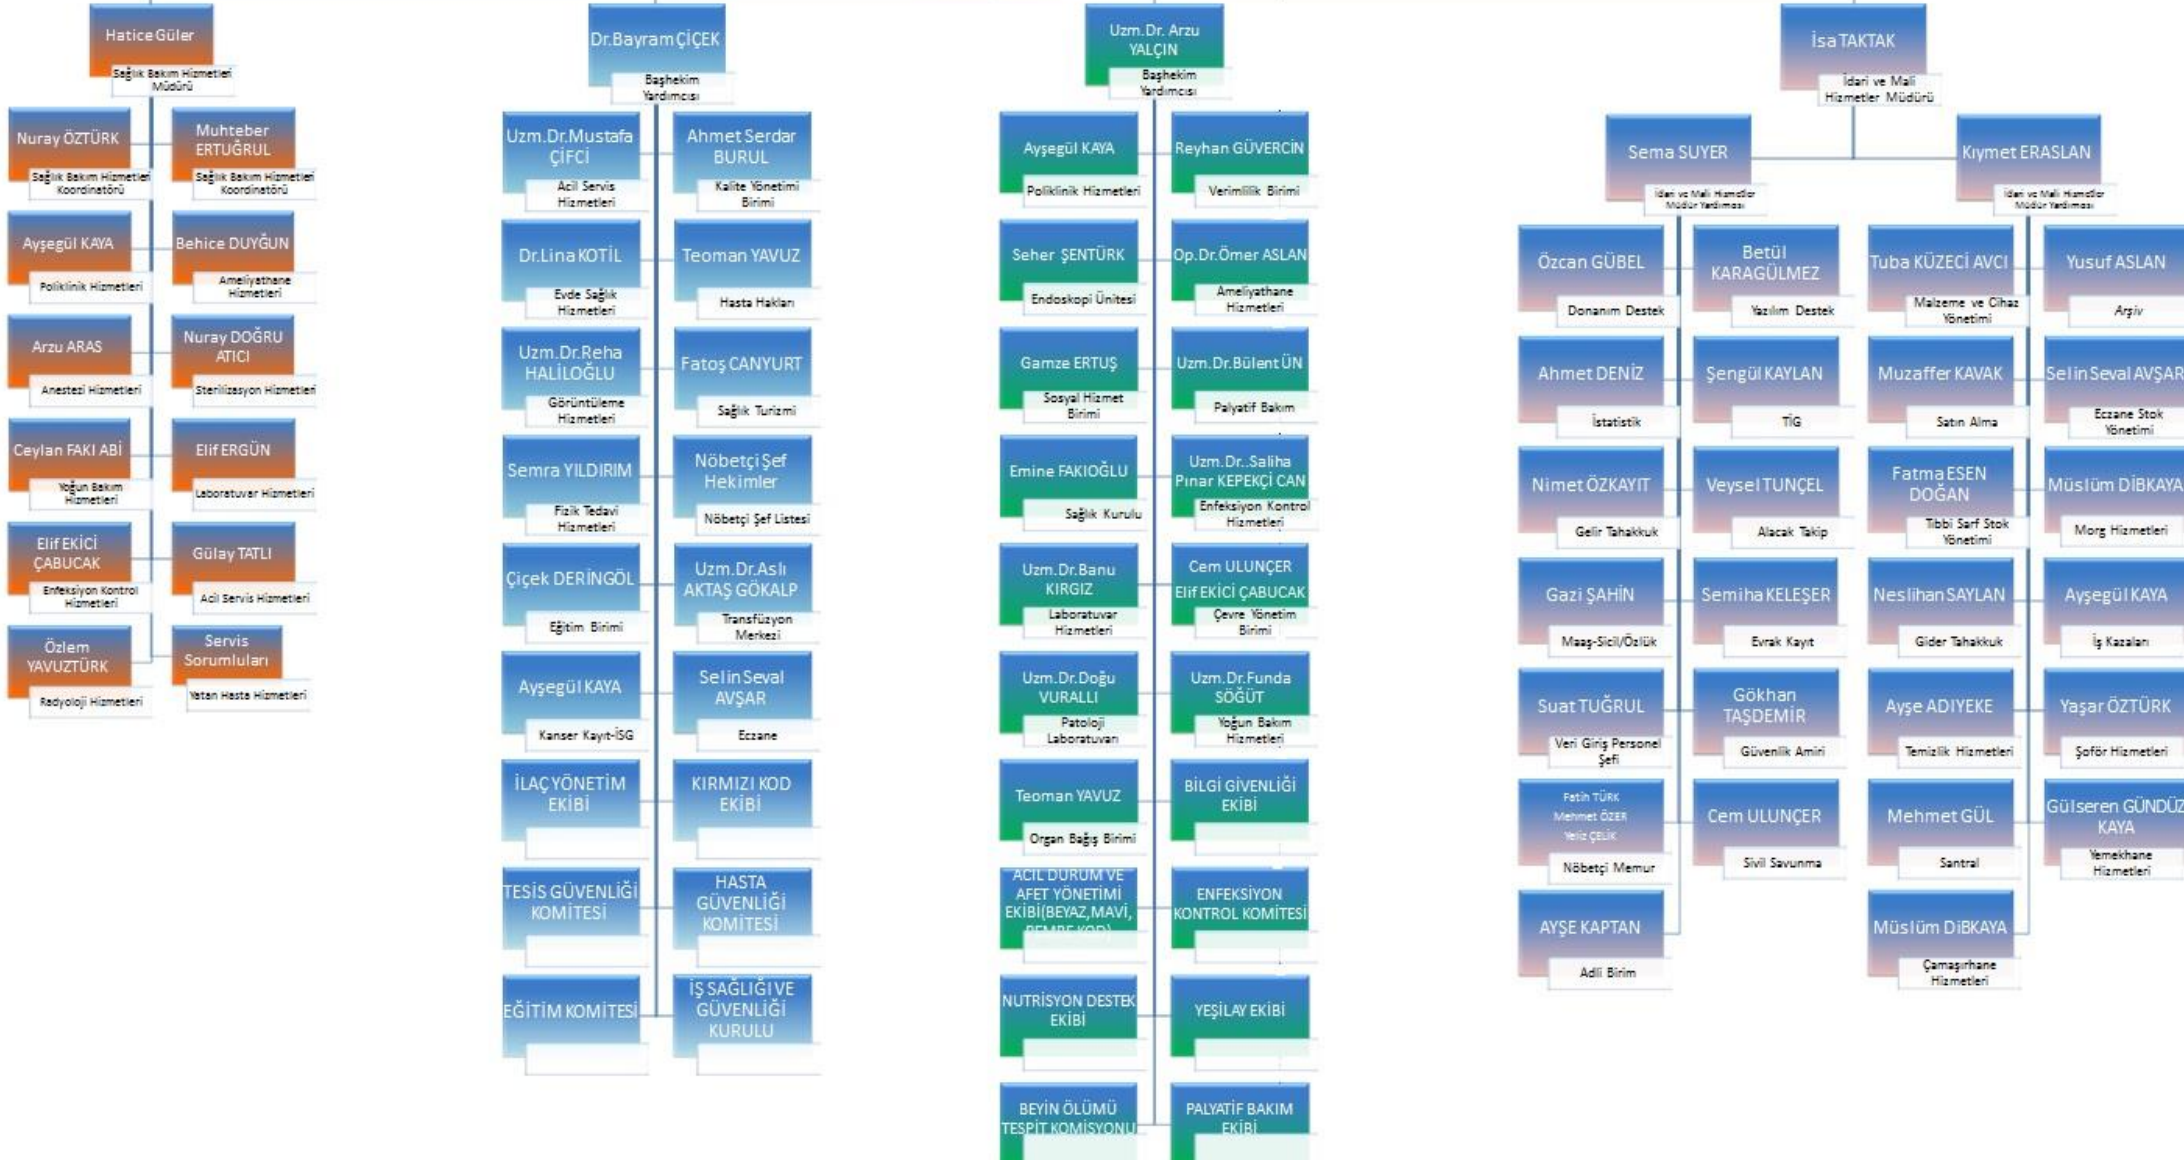 Hatice Güler
Sağlık Bakım Hizmetleri
Müdürü
Nuray ÖZTÜRK
Sağlık Bakım Hizmetleri
Koordinatörü
Muhteber
ERTUĞRUL
Sağlık Bakım Hizmetleri
Koordinatörü
Ayşegül KAYA
Poliklinik Hizmetleri
Behice DUYĞUN
Ameliyathane
Hizmetleri
Arzu ARAS
Anestezi Hizmetleri
Nuray DOĞRU
ATICI
Sterilizasyon Hizmetleri
Ceylan FAKI ABİ
Yoğun Bakım
Hizmetleri
Elif ERGÜN
Laboratuvar Hizmetleri
Elif EKİCİ
ÇABUCAK
Enfeksiyon Kontrol
Hizmetleri
Gülay TATLI
Acil Servis Hizmetleri
Özlem
YAVUZTÜRK
Radyoloji Hizmetleri
Servis
Sorumluları
Yatan Hasta Hizmetleri
Dr.Bayram ÇİÇEK
Başhekim
Yardımcısı
Uzm.Dr.Mustafa
ÇİFCİ
Acil Servis
Hizmetleri
Ahmet Serdar
BURUL
Kalite Yönetimi
Birimi
Dr.Lina KOTİL
Evde Sağlık
Hizmetleri
Teoman YAVUZ
Hasta Hakları
Uzm.Dr.Reha
HALİLOĞLU
Görüntüleme
Hizmetleri
Fatoş CANYURT
Sağlık Turizmi
Semra YILDIRIM
Fizik Tedavi
Hizmetleri
Nöbetçi Şef
Hekimler
Nöbetçi Şef Listesi
Çiçek DERİNGÖL
Eğitim Birimi
Uzm.Dr.Aslı
AKTAŞ GÖKALP
Transfüzyon
Merkezi
Ayşegül KAYA
Kanser Kayıt-İSG
Selin Seval
AVŞAR
Eczane
İLAÇ YÖNETİM
EKİBİ
KIRMIZI KOD
EKİBİ
TESİS GÜVENLİĞİ
KOMİTESİ
HASTA
GÜVENLİĞİ
KOMİTESİ
EĞİTİM KOMİTESİ
İŞ SAĞLIĞI VE
GÜVENLİĞİ
KURULU
Uzm.Dr. Arzu
YALÇIN
Başhekim
Yardımcısı
Ayşegül KAYA
Poliklinik Hizmetleri
Reyhan GÜVERCİN
Verimlilik Birimi
Seher ŞENTÜRK
Endoskopi Ünitesi
Op.Dr.Ömer ASLAN
Ameliyathane
Hizmetleri
Gamze ERTUŞ
Sosyal Hizmet
Birimi
Uzm.Dr.Bülent ÜN
Palyatif Bakım
Emine FAKIOĞLU
Sağlık Kurulu
Uzm.Dr..Saliha
Pınar KEPEKÇİ CAN
Enfeksiyon Kontrol
Hizmetleri
Uzm.Dr.Banu
KIRGIZ
Laboratuvar
Hizmetleri
Cem ULUNÇER
Elif EKİCİ ÇABUCAK
Çevre Yönetim
Birimi
Uzm.Dr.Doğu
VURALLI
Patoloji
Laboratuvarı
Uzm.Dr.Funda
SÖĞÜT
Yoğun Bakım
Hizmetleri
Teoman YAVUZ
Organ Bağış Birimi
BİLGİ GİVENLİĞİ
EKİBİ
ACİL DURUM VE
AFET YÖNETİMİ
EKİBİ(BEYAZ,MAVİ,
PEMBE KOD)
ENFEKSİYON
KONTROL KOMİTESİ
NUTRİSYON DESTEK
EKİBİ
YEŞİLAY EKİBİ
BEYİN ÖLÜMÜ
TESPİT KOMİSYONU
PALYATİF BAKIM
EKİBİ
İsa TAKTAK
İdari ve Mali
Hizmetler Müdürü
Sema SUYER
İdari ve Mali Hizmetler
Müdür Yardımcısı
Kıymet ERASLAN
İdari ve Mali Hizmetler
Müdür Yardımcısı
Özcan GÜBEL
Donanım Destek
Betül
KARAGÜLMEZ
Yazılım Destek
Tuba KÜZECİ AVCI
Malzeme ve Cihaz
Yönetimi
Yusuf ASLAN
Arşiv
Ahmet DENİZ
İstatistik
Şengül KAYLAN
TİG
Muzaffer KAVAK
Satın Alma
Selin Seval AVŞAR
Eczane Stok
Yönetimi
Nimet ÖZKAYIT
Gelir Tahakkuk
Veysel TUNÇEL
Alacak Takip
Fatma ESEN
DOĞAN
Tıbbi Sarf Stok
Yönetimi
Müslüm DİBKAYA
Morg Hizmetleri
Gazi ŞAHİN
Maaş-Sicil/Özlük
Semiha KELEŞER
Evrak Kayıt
Neslihan SAYLAN
Gider Tahakkuk
Ayşegül KAYA
İş Kazaları
Suat TUĞRUL
Veri Giriş Personel
Şefi
Gökhan
TAŞDEMİR
Güvenlik Amiri
Ayşe ADIYEKE
Temizlik Hizmetleri
Yaşar ÖZTÜRK
Şoför Hizmetleri
Fatih TÜRK
Mehmet ÖZER
Yeliz ÇELİK
Nöbetçi Memur
Cem ULUNÇER
Sivil Savunma
Mehmet GÜL
Santral
Gülseren GÜNDÜZ
KAYA
Yemekhane
Hizmetleri
AYŞE KAPTAN
Adli Birim
Müslüm DİBKAYA
Çamaşırhane
Hizmetleri